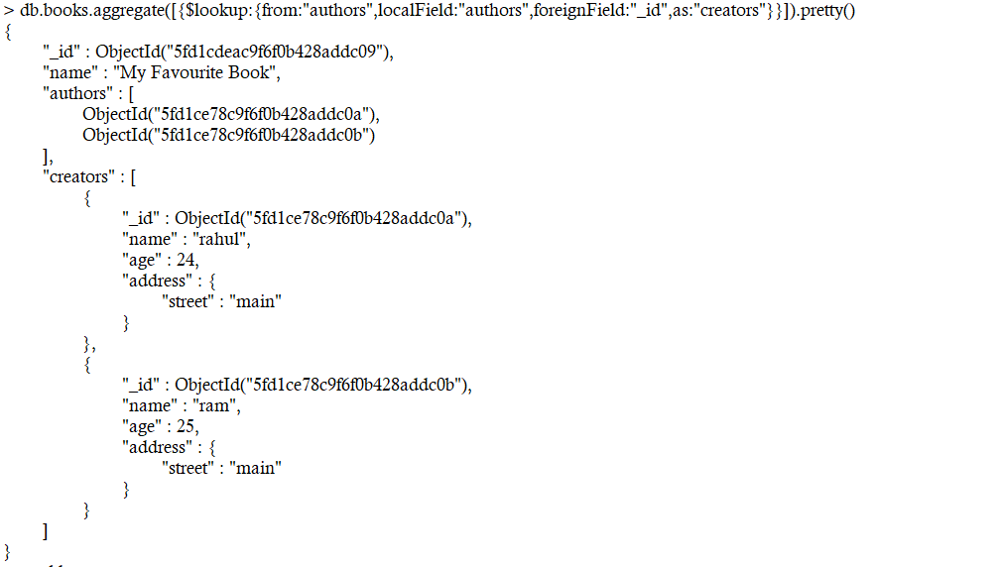 > db.books.aggregate([{$lookup:{from:"authors",localField:"authors",foreignField:"_id",as:"creators"}}]).pretty()
{
"_id" : ObjectId("5fd1cdeac9f6f0b428addc09"),
"name" : "My Favourite Book",
"authors" : [
ObjectId("5fd1ce78c9f6f0b428addc0a"),
ObjectId("5fd1ce78c9f6f0b428addc0b")
],
"creators" : [
{
"_id" : ObjectId("5fd1ce78c9f6f0b428addc0a"),
"name" : "rahul",
"age" : 24,
"address" : {
"street" : "main"
}
},
{
"_id" : ObjectId("5fd1ce78c9f6f0b428addc0b"),
"name" : "ram",
"age" : 25,
"address" : {
"street" : "main"
}
}
]
}